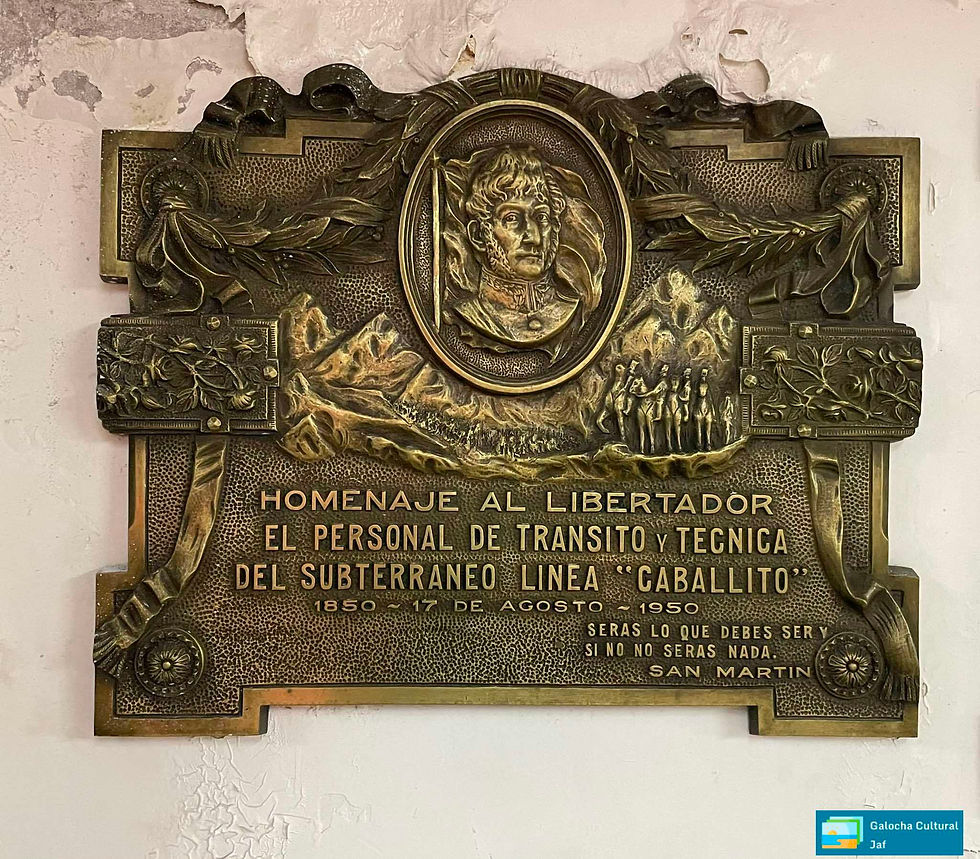 HOMENAJE AL LIBERTADOR
EL PERSONAL DE TRANSITO Y TECNICA
DEL SUBTERRANEO LINEA "CABALLITO"
1850 ~ 17 DE AGOSTO ~ 1950
SERAS LO QUE DEBES SER Y
SI NO NO SERAS NADA.
SAN MARTIN
Galocha Cultural
Jaf